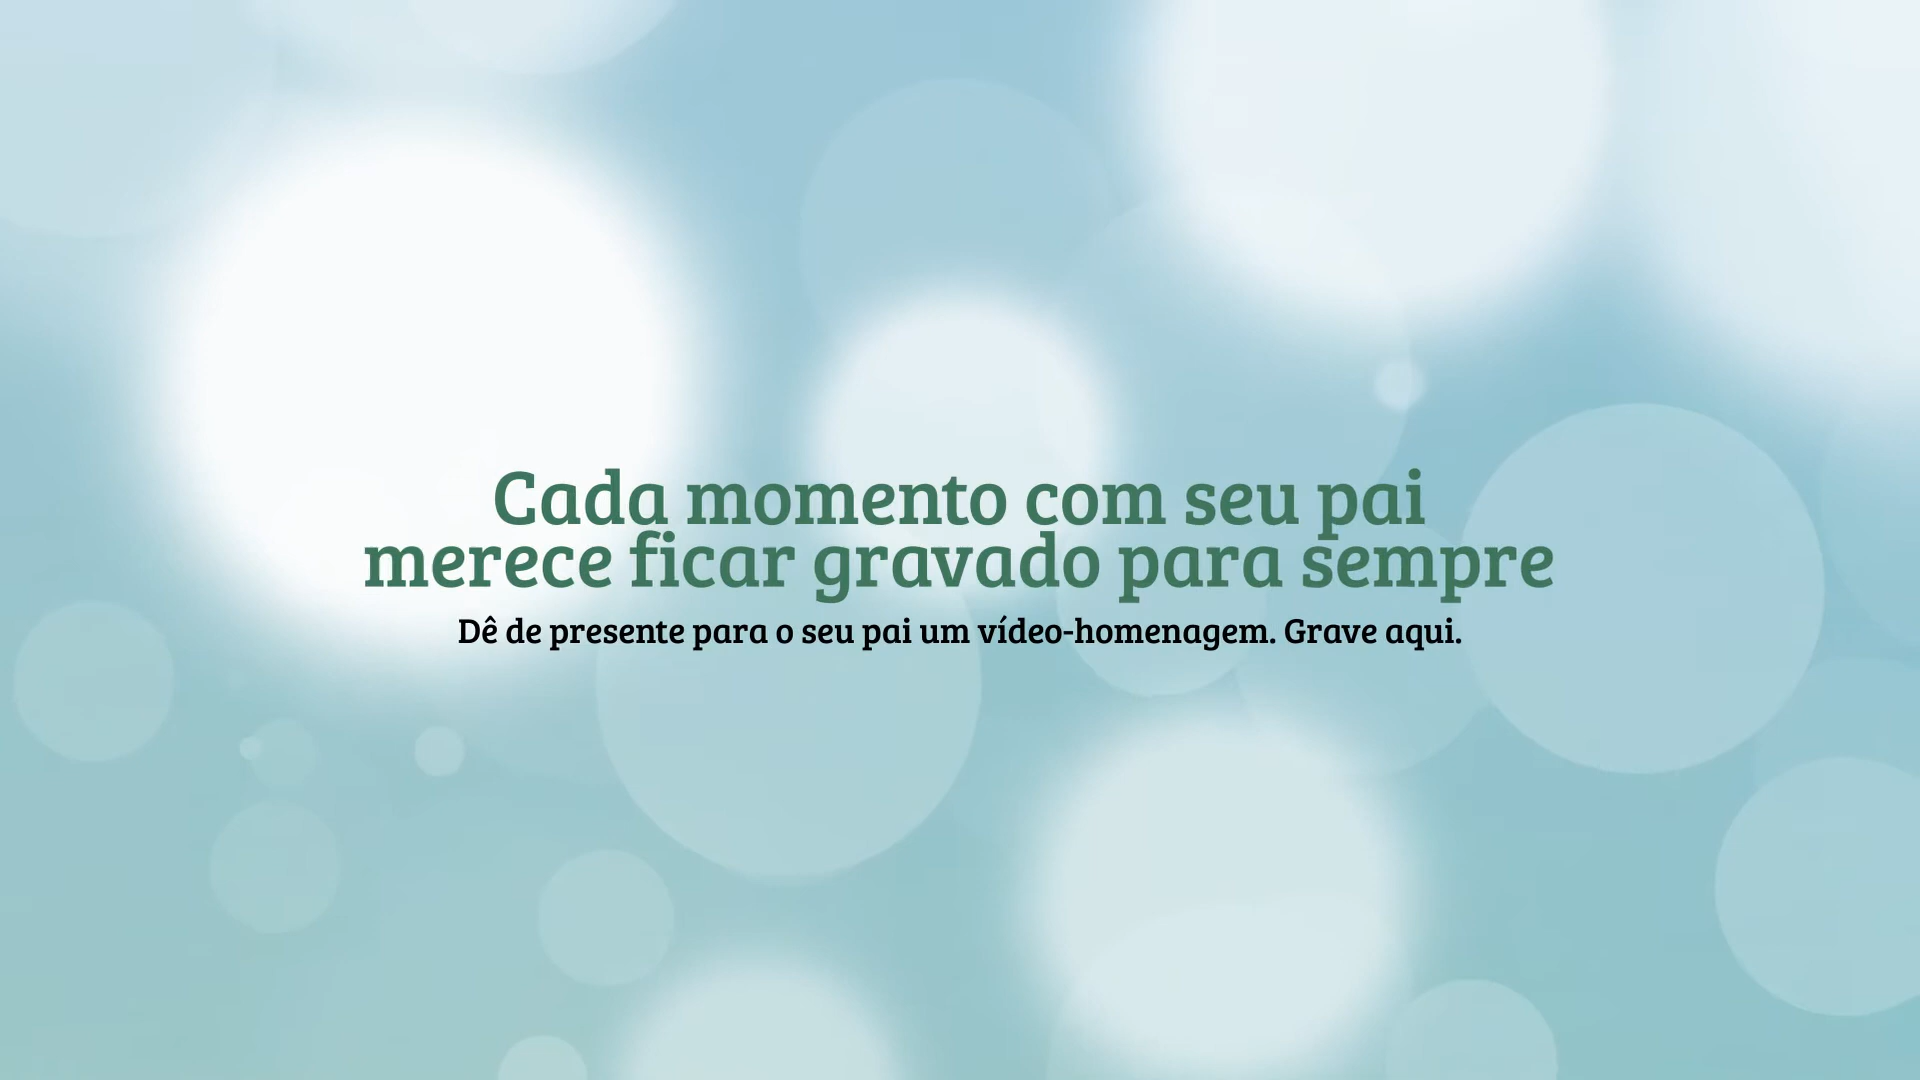 Cada momento com seu pai
merece ficar gravado para sempre
Dê de presente para o seu pai um vídeo-homenagem. Grave aqui.